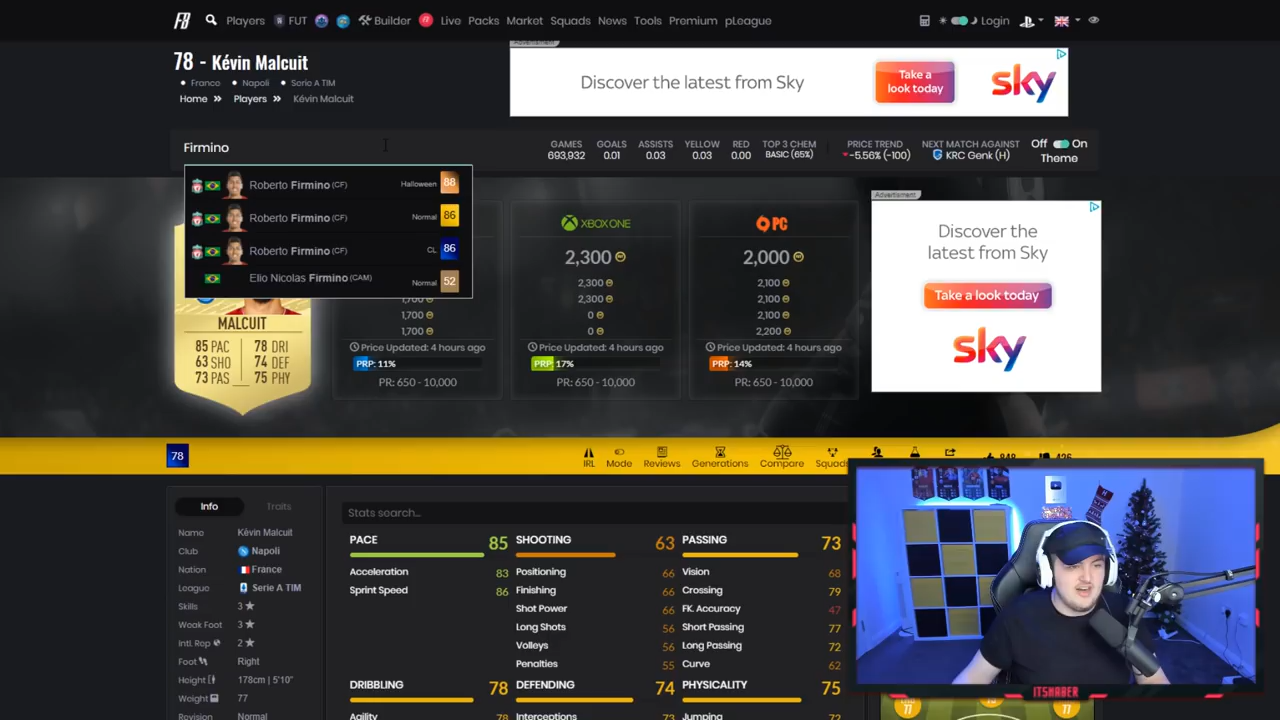 FB Players FUT Builder Live Packs Market Squads News Tools Premium pLeague Login
78 - Kévin Malcuit
France Napoli Serie A TIM
Home » Players » Kévin Malcuit
Advertisment
Discover the latest from Sky
Take a look today
sky
Firmino
GAMES 693,932
GOALS 0.01
ASSISTS 0.03
YELLOW 0.03
RED 0.00
TOP 3 CHEM BASIC (65%)
PRICE TREND -5.56% (-100)
NEXT MATCH AGAINST KRC Genk (H)
Off On
Theme
Roberto Firmino (CF) Halloween 88
Roberto Firmino (CF) Normal 86
Roberto Firmino (CF) CL 86
Elio Nicolas Firmino (CAM) Normal 52
MALCUIT
85 PAC 78 DRI
63 SHO 74 DEF
73 PAS 75 PHY
1,700
1,700
Price Updated: 4 hours ago
PRP: 11%
PR: 650 - 10,000
XBOX ONE
2,300
2,300
2,300
0
0
Price Updated: 4 hours ago
PRP: 17%
PR: 650 - 10,000
PC
2,000
2,100
2,100
2,100
2,200
Price Updated: 4 hours ago
PRP: 14%
PR: 650 - 10,000
Advertisment
Discover the
latest from Sky
Take a look today
sky
78
IRL Mode Reviews Generations Compare Squads
848
426
Info Traits
Name Kévin Malcuit
Club Napoli
Nation France
League Serie A TIM
Skills 3
Weak Foot 3
Intl. Rep 2
Foot Right
Height 178cm | 5'10"
Weight 77
Revision Normal
Stats search...
PACE 85
Acceleration 83
Sprint Speed 86
SHOOTING 63
Positioning 66
Finishing 66
Shot Power 66
Long Shots 56
Volleys 56
Penalties 55
PASSING 73
Vision 68
Crossing 79
FK. Accuracy 47
Short Passing 77
Long Passing 72
Curve 62
DRIBBLING 78
Agility 78
DEFENDING 74
Interceptions 73
PHYSICALITY 75
Jumping 72
ITSHABER
77
77